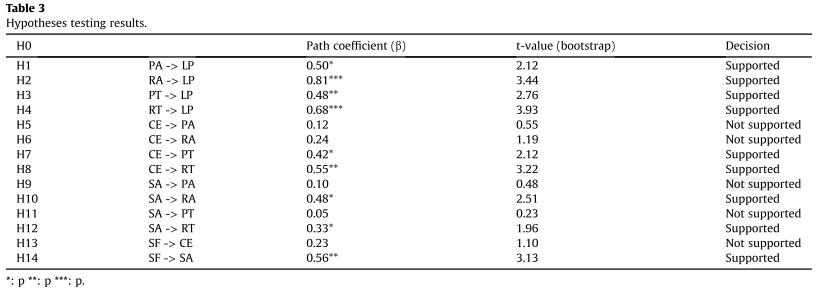 Table 3
Hypotheses testing results.
H0 Path coefficient (β) t-value (bootstrap) Decision
H1 PA -> LP 0.50* 2.12 Supported
H2 RA -> LP 0.81*** 3.44 Supported
H3 PT -> LP 0.48** 2.76 Supported
H4 RT -> LP 0.68*** 3.93 Supported
H5 CE -> PA 0.12 0.55 Not supported
H6 CE -> RA 0.24 1.19 Not supported
H7 CE -> PT 0.42* 2.12 Supported
H8 CE -> RT 0.55** 3.22 Supported
H9 SA -> PA 0.10 0.48 Not supported
H10 SA -> RA 0.48* 2.51 Supported
H11 SA -> PT 0.05 0.23 Not supported
H12 SA -> RT 0.33* 1.96 Supported
H13 SF -> CE 0.23 1.10 Not supported
H14 SF -> SA 0.56** 3.13 Supported
*: p **: p ***: p.